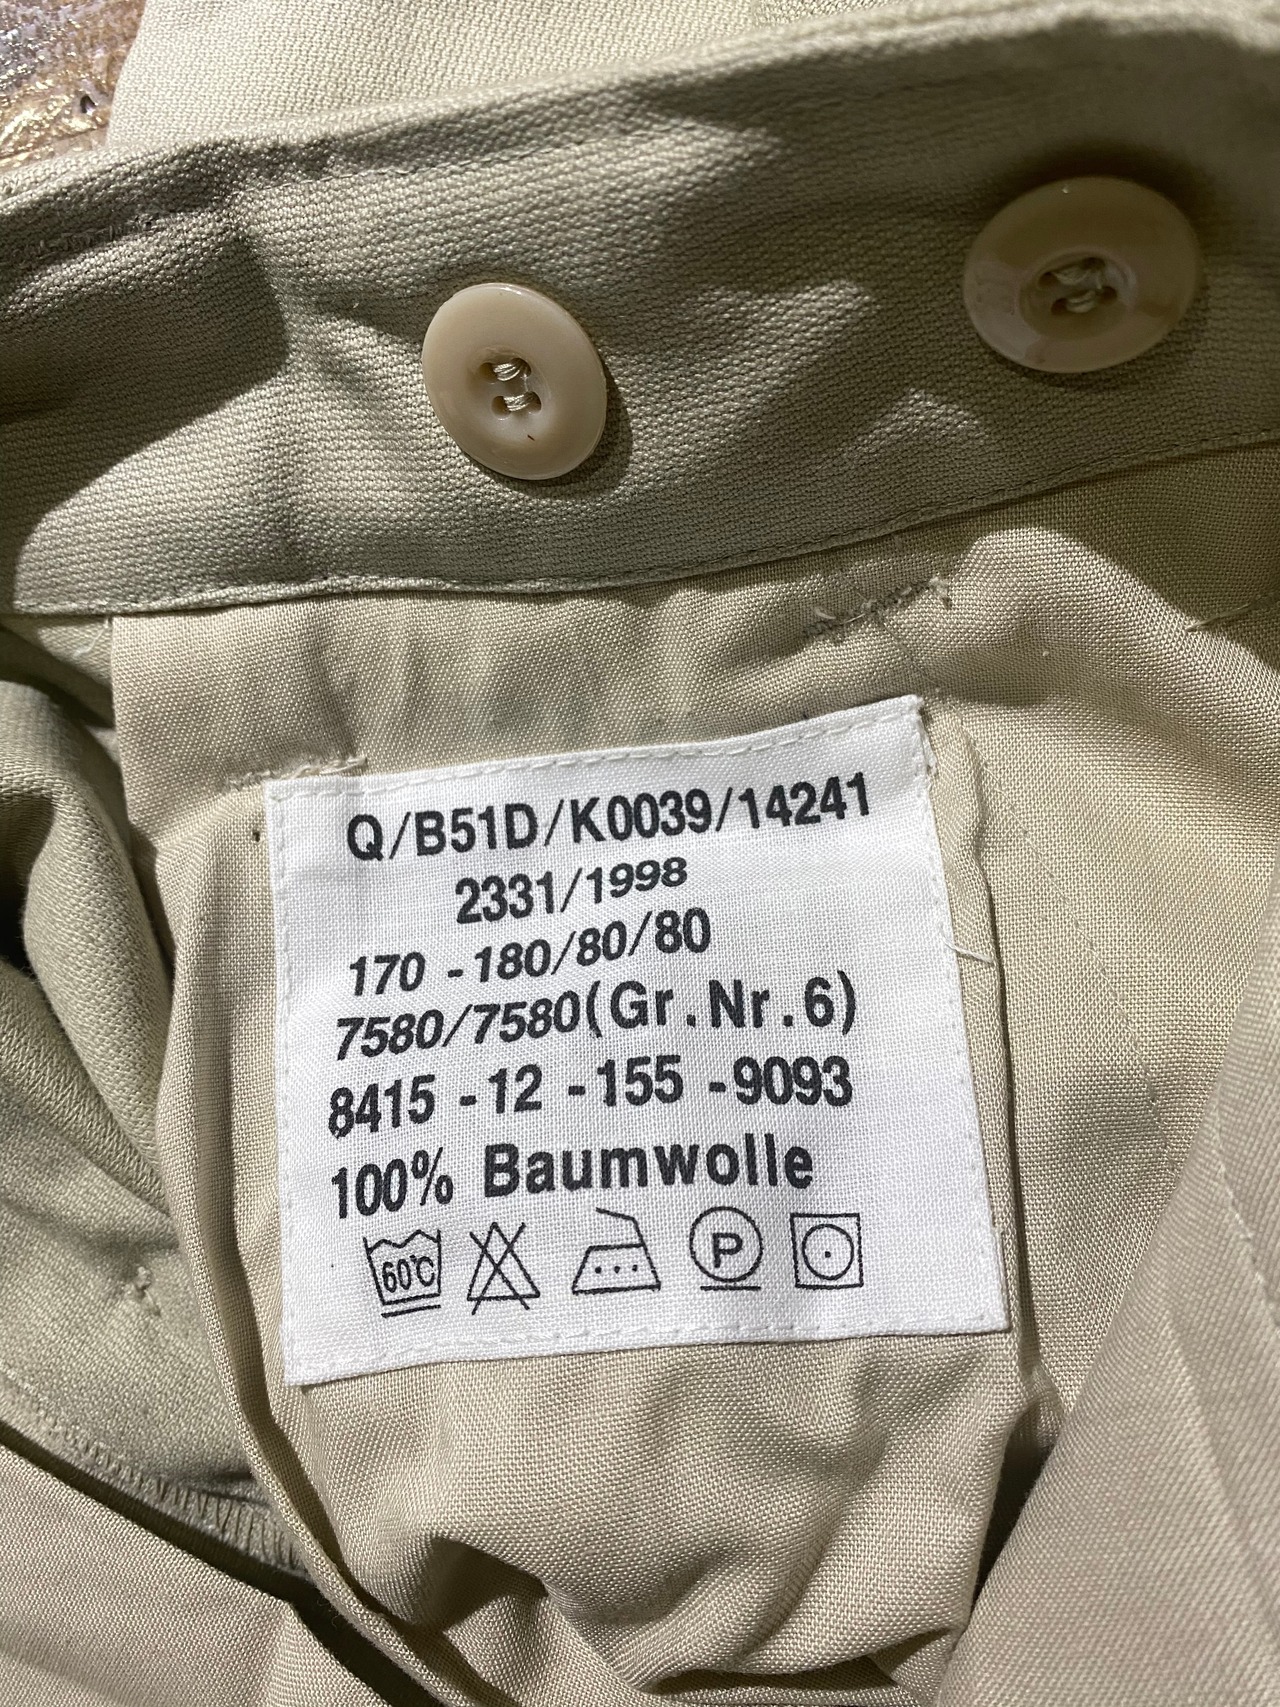 Q/B51D/K0039/14241
2331/1998
170 - 180/80/80
7580/7580(Gr.Nr.6)
8415 - 12 - 155 - 9093
100% Baumwolle
60°C P